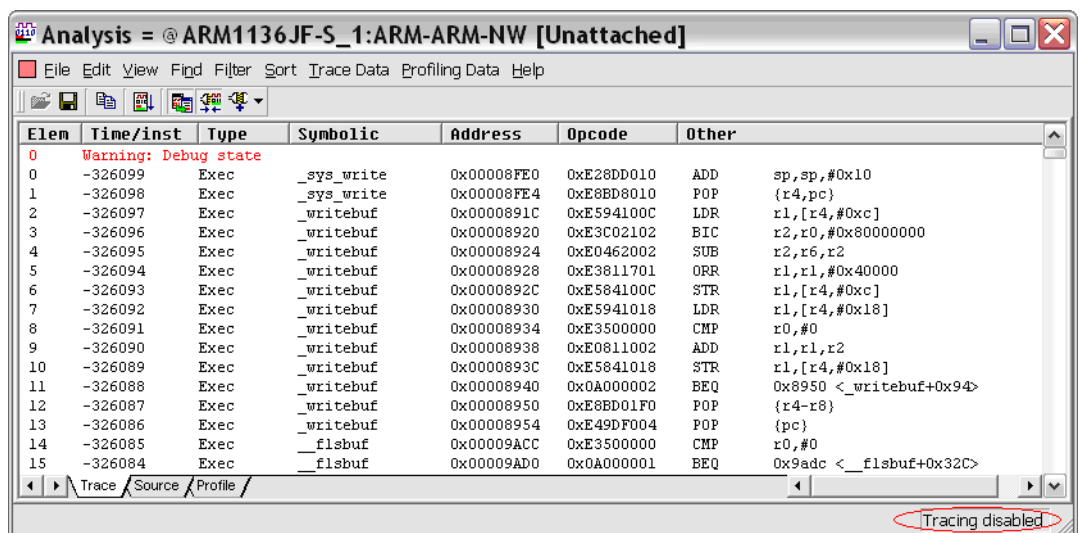 Analysis = @ ARM1136JF-S_1:ARM-ARM-NW [Unattached]
File Edit View Find Filter Sort Trace Data Profiling Data Help
Elem Time/inst Type Symbolic Address Opcode Other
0 Warning: Debug state
0 -326099 Exec _sys_write 0x00008FE0 0xE28DD010 ADD sp,sp,#0x10
1 -326098 Exec _sys_write 0x00008FE4 0xE8BD8010 POP {r4,pc}
2 -326097 Exec _writebuf 0x0000891C 0xE594100C LDR r1,[r4,#0xc]
3 -326096 Exec _writebuf 0x00008920 0xE3C02102 BIC r2,r0,#0x80000000
4 -326095 Exec _writebuf 0x00008924 0xE0462002 SUB r2,r6,r2
5 -326094 Exec _writebuf 0x00008928 0xE3811701 ORR r1,r1,#0x40000
6 -326093 Exec _writebuf 0x0000892C 0xE584100C STR r1,[r4,#0xc]
7 -326092 Exec _writebuf 0x00008930 0xE5941018 LDR r1,[r4,#0x18]
8 -326091 Exec _writebuf 0x00008934 0xE3500000 CMP r0,#0
9 -326090 Exec _writebuf 0x00008938 0xE0811002 ADD r1,r1,r2
10 -326089 Exec _writebuf 0x0000893C 0xE5841018 STR r1,[r4,#0x18]
11 -326088 Exec _writebuf 0x00008940 0x0A000002 BEQ 0x8950 <_writebuf+0x94>
12 -326087 Exec _writebuf 0x00008950 0xE8BD01F0 POP {r4-r8}
13 -326086 Exec _writebuf 0x00008954 0xE49DF004 POP {pc}
14 -326085 Exec __flsbuf 0x00009ACC 0xE3500000 CMP r0,#0
15 -326084 Exec __flsbuf 0x00009AD0 0x0A000001 BEQ 0x9adc <__flsbuf+0x32C>
Trace Source Profile
Tracing disabled